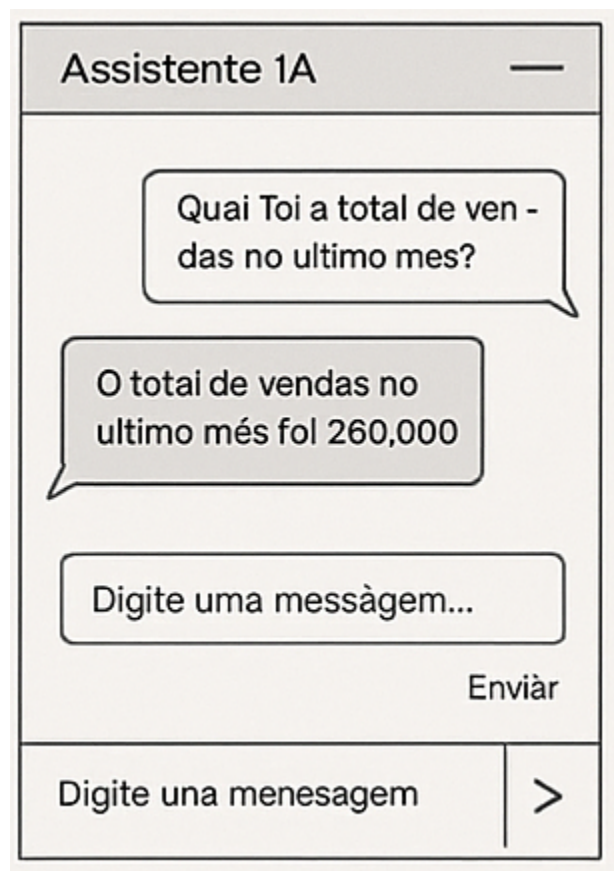 Assistente 1A
Quai Toi a total de ven -
das no ultimo mes?
O totai de vendas no
ultimo més fol 260,000
Digite uma messàgem...
Enviàr
Digite una menesagem